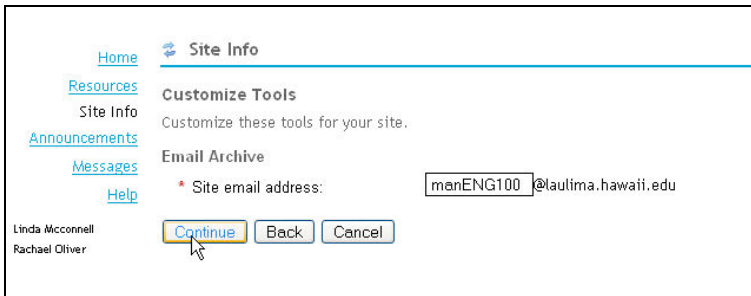 Home
Resources
Site Info
Announcements
Messages
Help
Linda Mcconnell
Rachael Oliver
Site Info
Customize Tools
Customize these tools for your site.
Email Archive
* Site email address: manENG100 @laulima.hawaii.edu
Continue Back Cancel